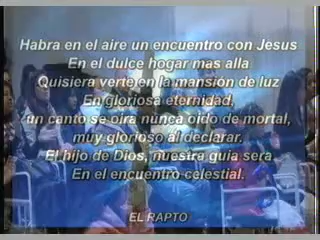 Habra en el aire un encuentro con Jesus
En el dulce hogar mas alla
Quisiera verte en la mansión de luz
En gloriosa eternidad,
un canto se oira nunca oido de mortal,
muy glorioso al declarar.
El hijo de Dios, nuestra guia sera
En el encuentro celestial.
EL RAPTO